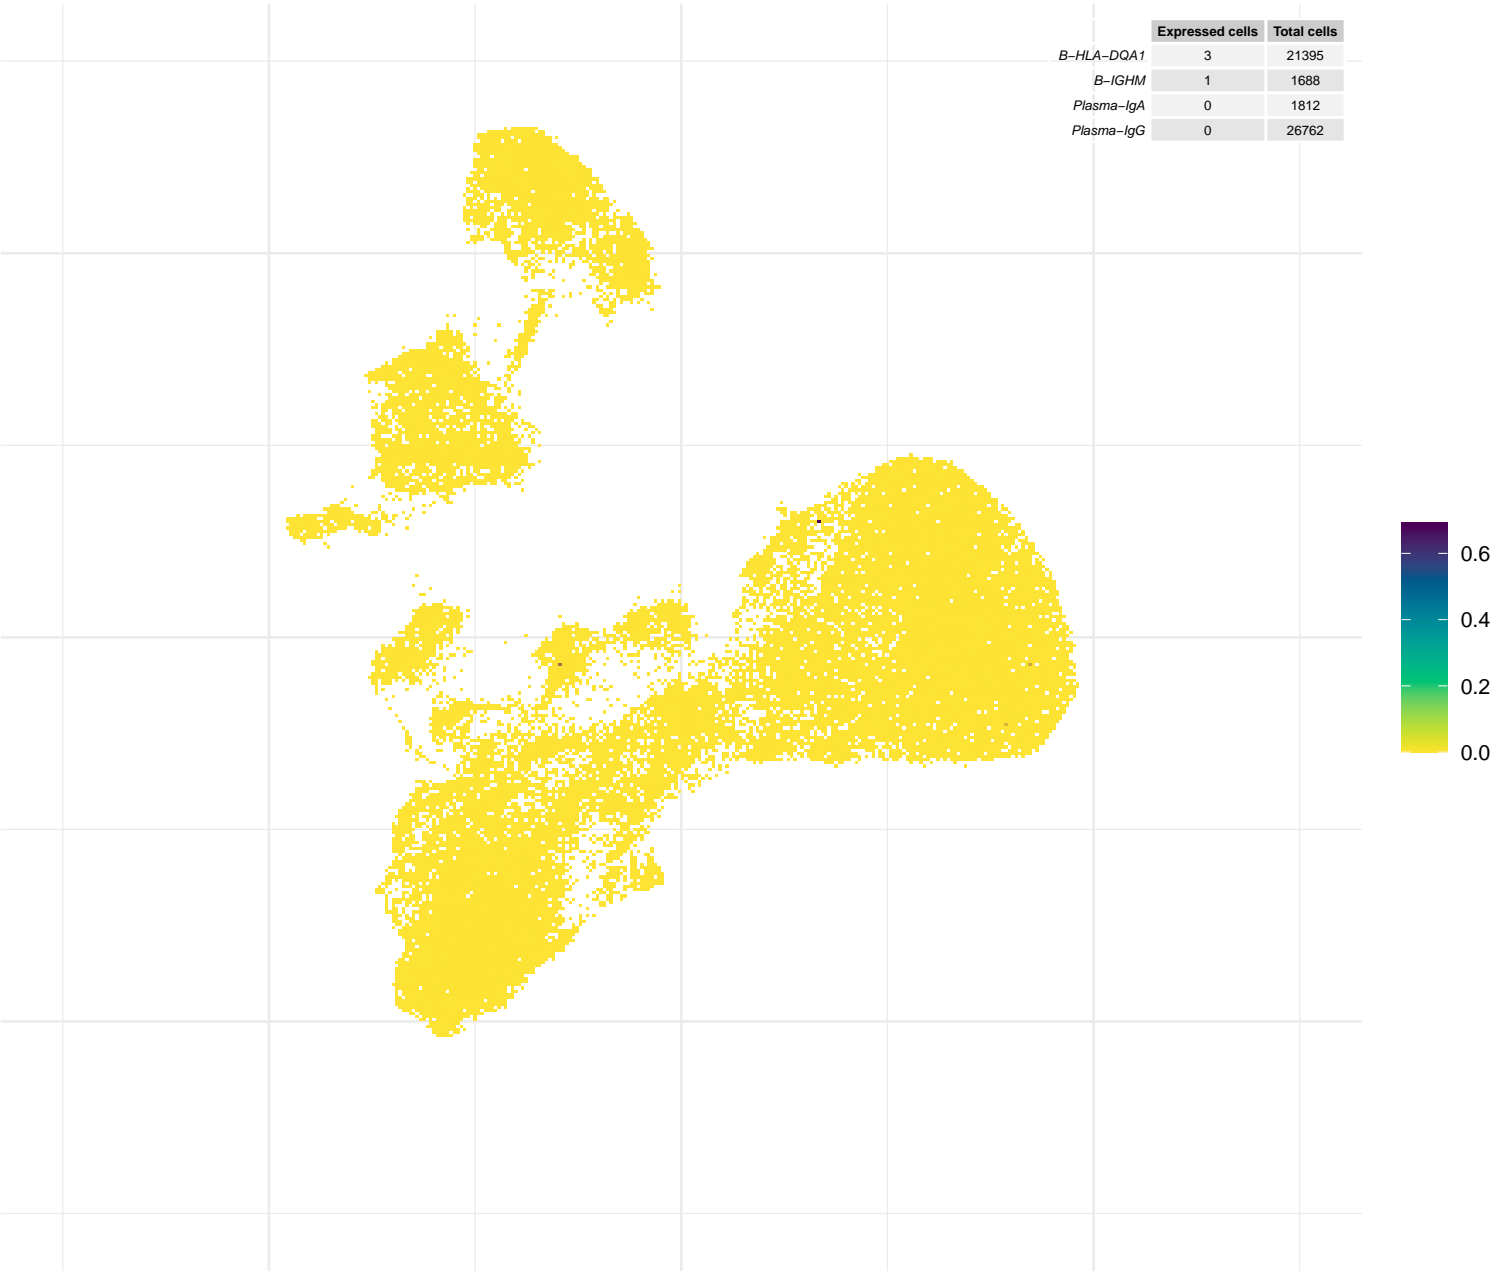 Expressed cells Total cells
B−HLA−DQA1 3 21395
B−IGHM 1 1688
Plasma−IgA 0 1812
Plasma−IgG 0 26762
0.6
0.4
0.2
0.0